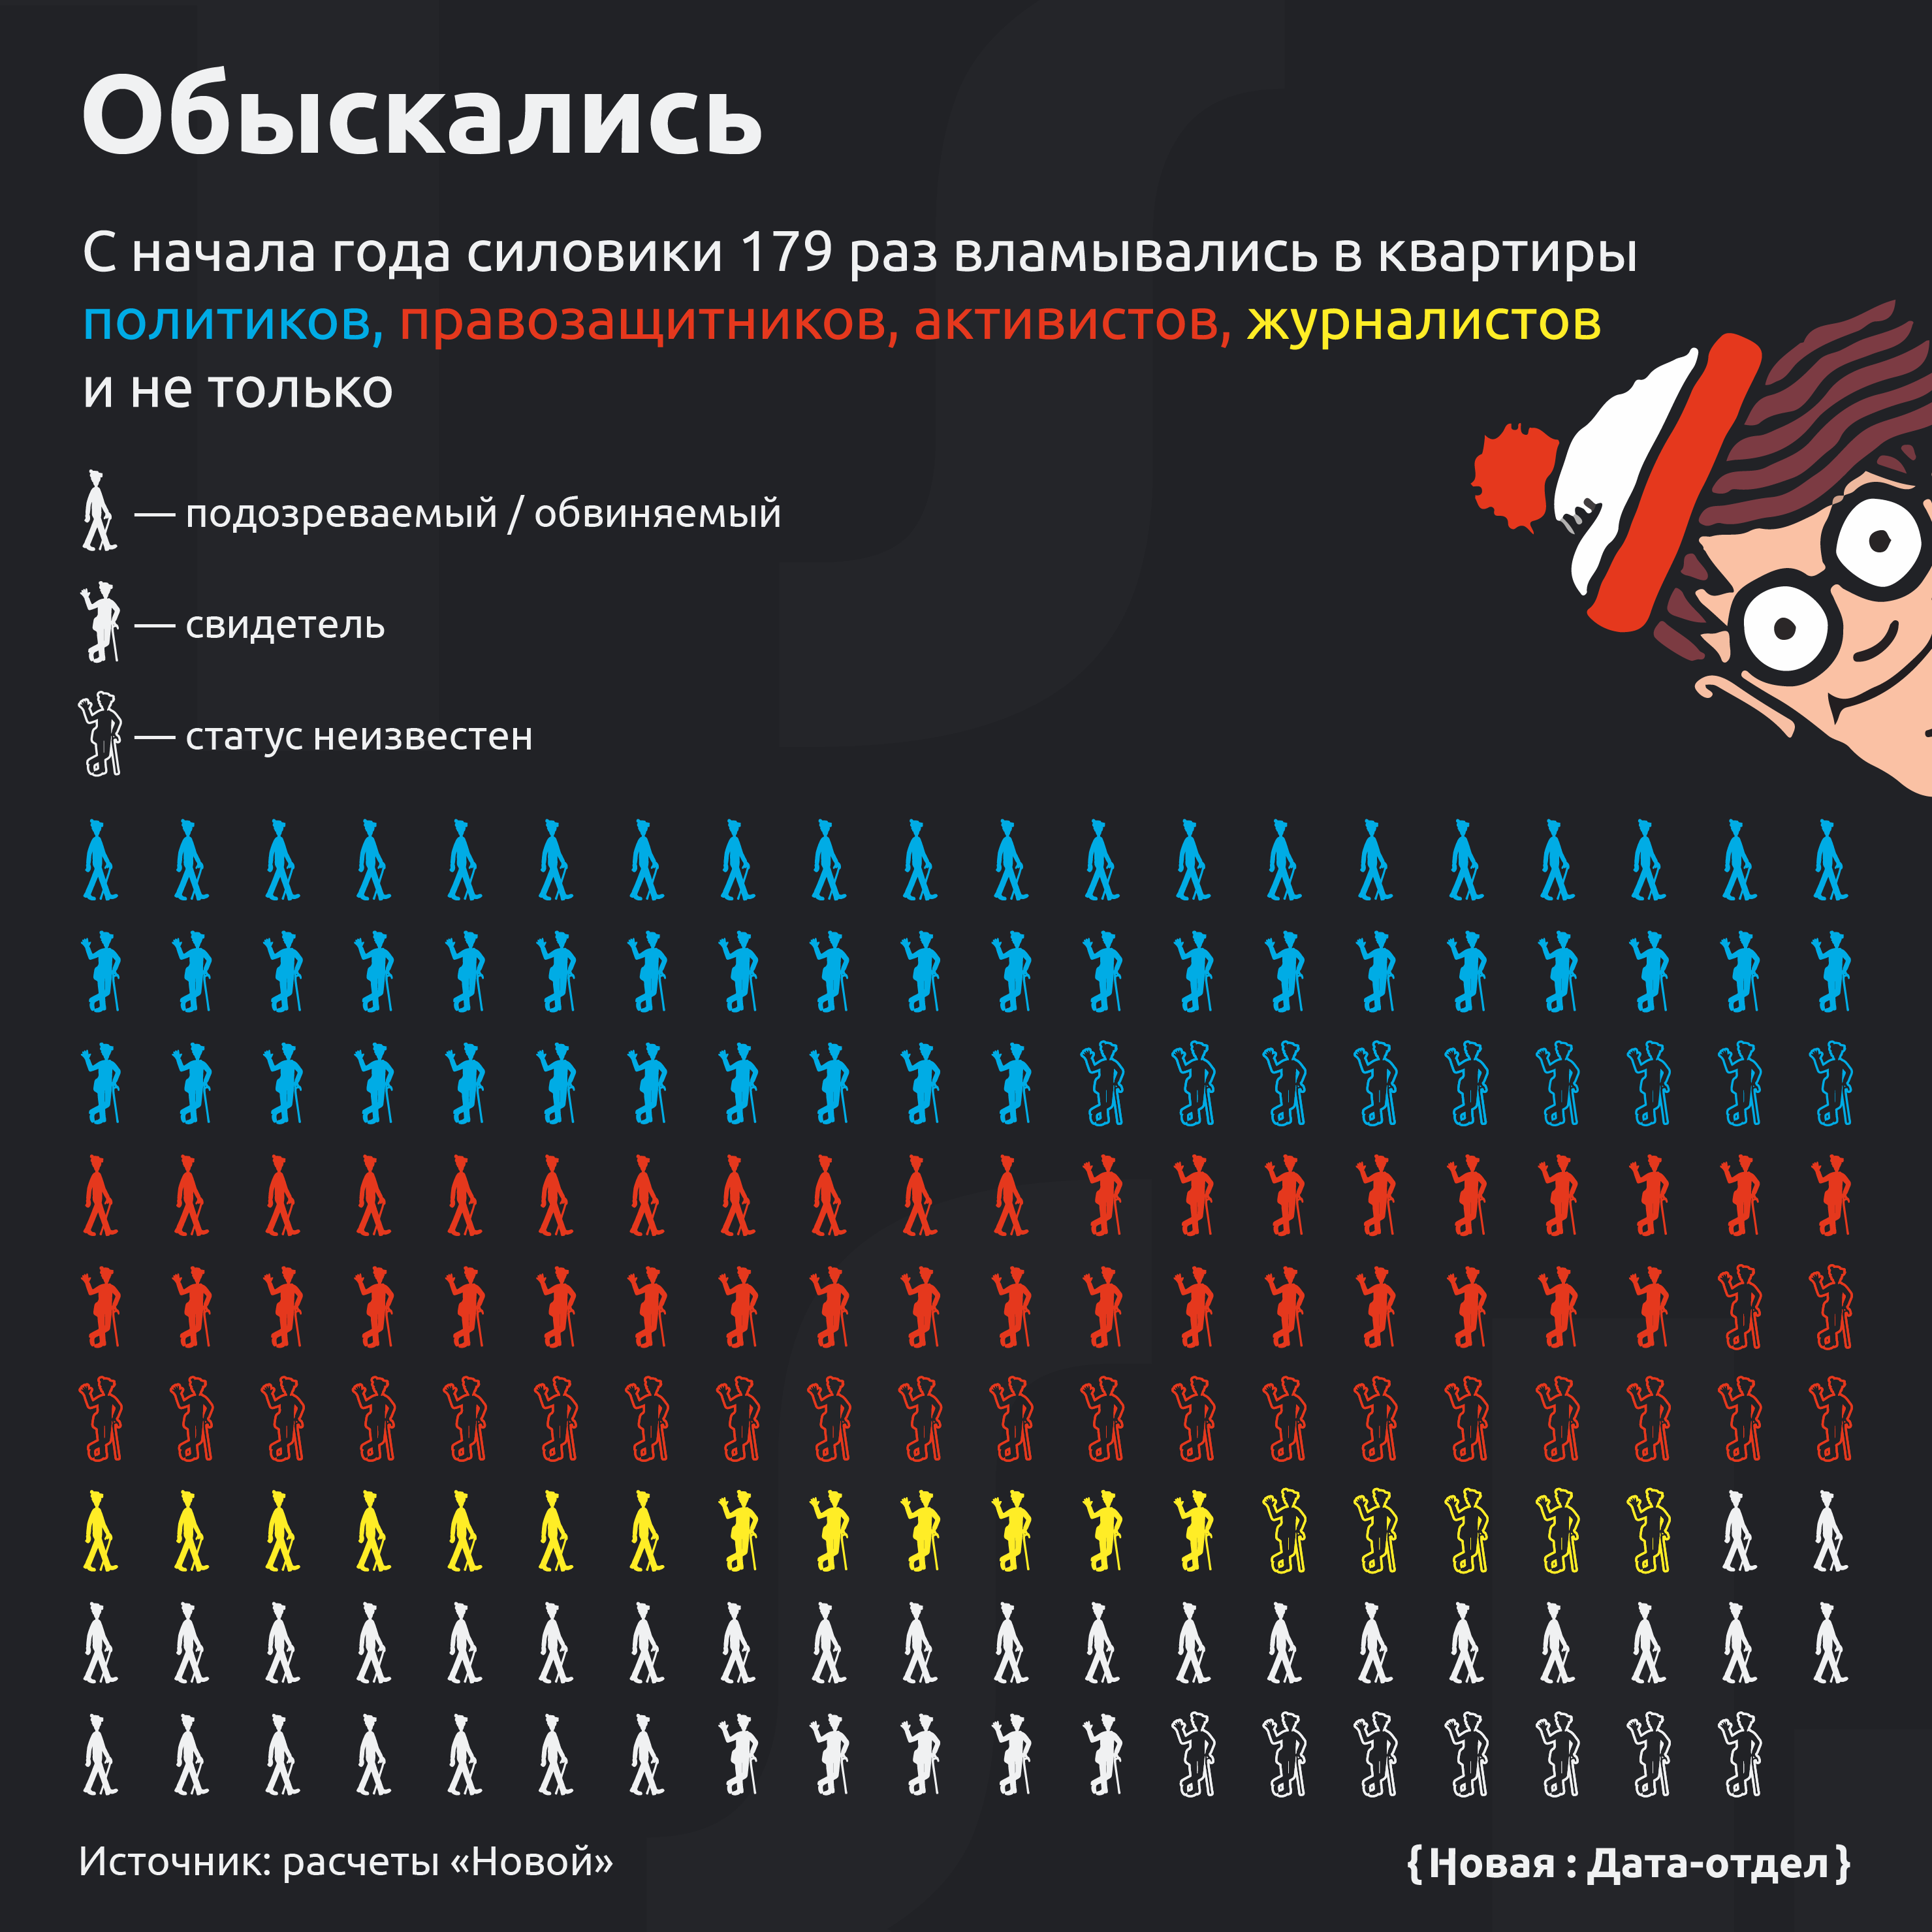 Обыскались
С начала года силовики 179 раз вламывались в квартиры
политиков, правозащитников, активистов, журналистов
и не только
— подозреваемый / обвиняемый
— свидетель
— статус неизвестен
Источник: расчеты «Новой»
{Новая : Дата-отдел}